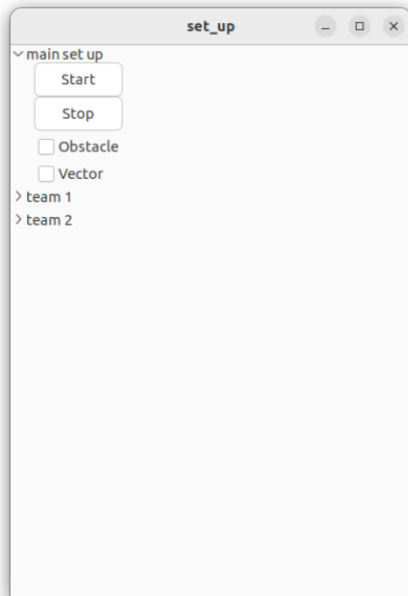 set_up
main set up
Start
Stop
Obstacle
Vector
team 1
team 2